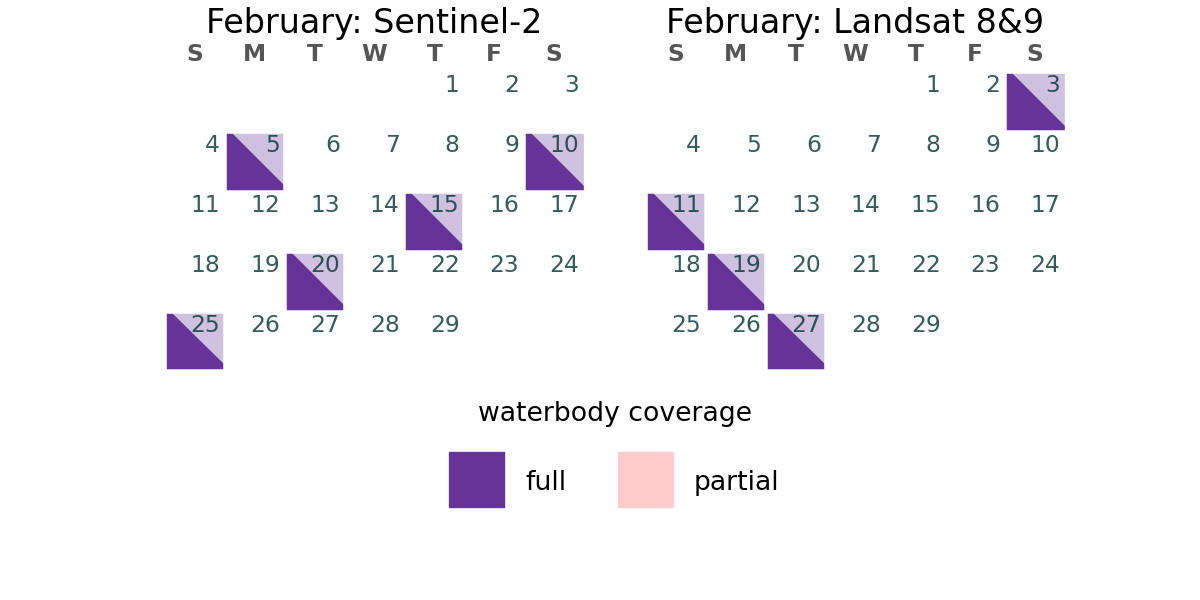 February: Sentinel-2
S M T W T F S
1 2 3
4 5 6 7 8 9 10
11 12 13 14 15 16 17
18 19 20 21 22 23 24
25 26 27 28 29
February: Landsat 8&9
S M T W T F S
1 2 3
4 5 6 7 8 9 10
11 12 13 14 15 16 17
18 19 20 21 22 23 24
25 26 27 28 29
waterbody coverage
full partial